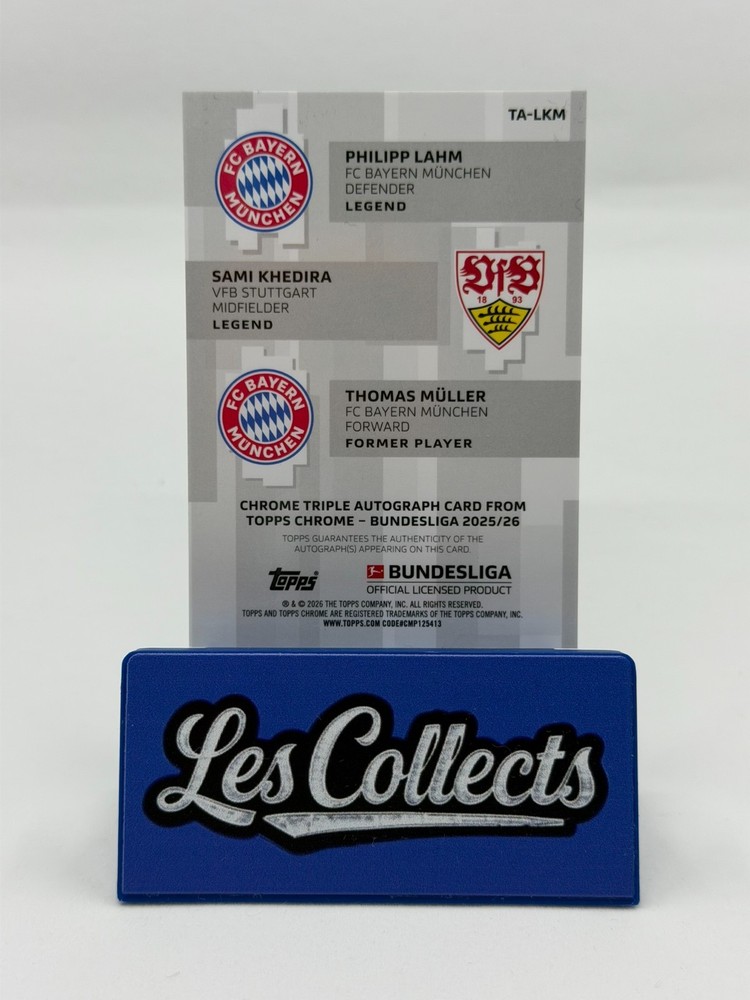 TA-LKM
FC BAYERN
MÜNCHEN
PHILIPP LAHM
FC BAYERN MÜNCHEN
DEFENDER
LEGEND
SAMI KHEDIRA
VFB STUTTGART
MIDFIELDER
LEGEND
VfB
18 93
FC BAYERN
MÜNCHEN
THOMAS MÜLLER
FC BAYERN MÜNCHEN
FORWARD
FORMER PLAYER
CHROME TRIPLE AUTOGRAPH CARD FROM
TOPPS CHROME – BUNDESLIGA 2025/26
TOPPS GUARANTEES THE AUTHENTICITY OF THE
AUTOGRAPH(S) APPEARING ON THIS CARD.
Topps
BUNDESLIGA
OFFICIAL LICENSED PRODUCT
® & © 2026 THE TOPPS COMPANY, INC. ALL RIGHTS RESERVED.
TOPPS AND TOPPS CHROME ARE REGISTERED TRADEMARKS OF THE TOPPS COMPANY, INC.
WWW.TOPPS.COM CODE#CMP125413
Les Collects